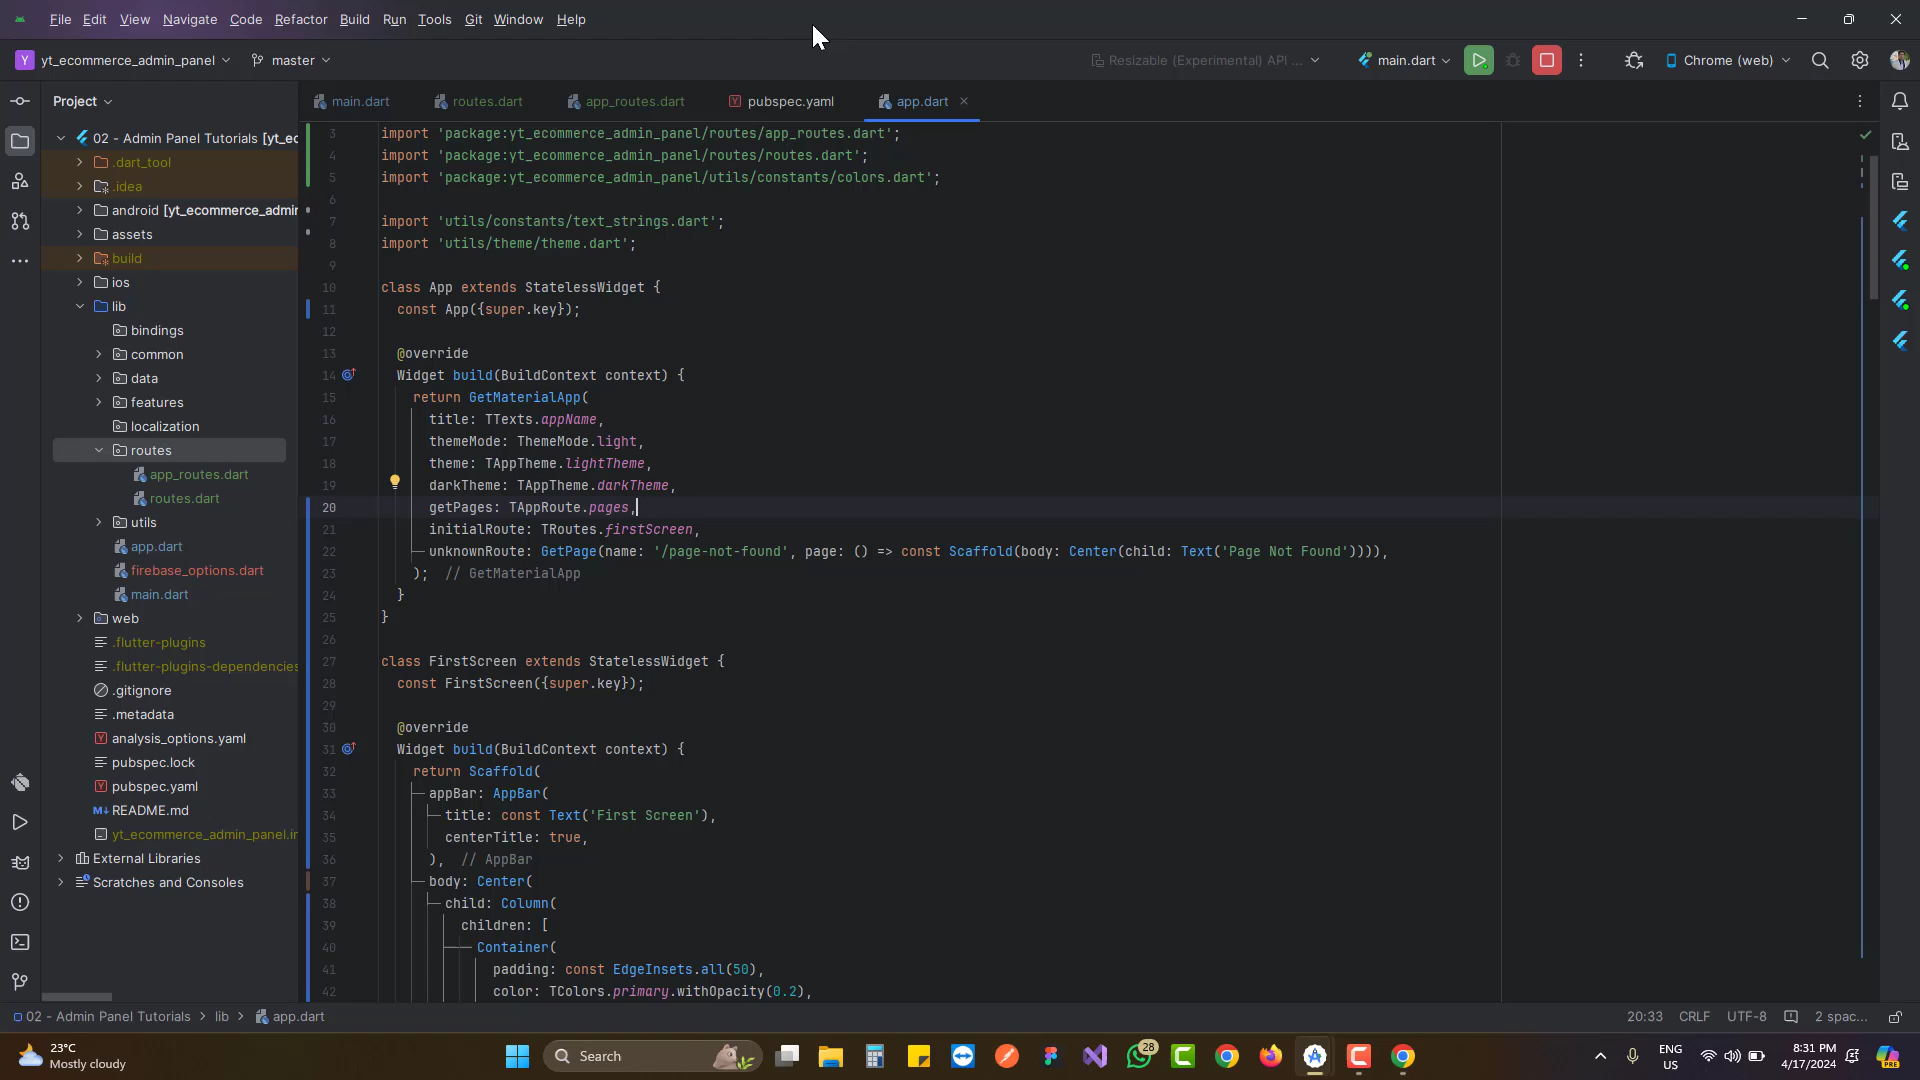 File Edit View Navigate Code Refactor Build Run Tools Git Window Help
Y yt_ecommerce_admin_panel master Resizable (Experimental) API ... main.dart Chrome (web)
Project
main.dart routes.dart app_routes.dart pubspec.yaml app.dart
02 - Admin Panel Tutorials [yt_ec
.dart_tool
.idea
android [yt_ecommerce_admin
assets
build
ios
lib
bindings
common
data
features
localization
routes
app_routes.dart
routes.dart
utils
app.dart
firebase_options.dart
main.dart
web
.flutter-plugins
.flutter-plugins-dependencies
.gitignore
.metadata
analysis_options.yaml
pubspec.lock
pubspec.yaml
M↓ README.md
yt_ecommerce_admin_panel.im
External Libraries
Scratches and Consoles
3 import 'package:yt_ecommerce_admin_panel/routes/app_routes.dart';
4 import 'package:yt_ecommerce_admin_panel/routes/routes.dart';
5 import 'package:yt_ecommerce_admin_panel/utils/constants/colors.dart';
6
7 import 'utils/constants/text_strings.dart';
8 import 'utils/theme/theme.dart';
9
10 class App extends StatelessWidget {
11 const App({super.key});
12
13 @override
14 Widget build(BuildContext context) {
15 return GetMaterialApp(
16 title: TTexts.appName,
17 themeMode: ThemeMode.light,
18 theme: TAppTheme.lightTheme,
19 darkTheme: TAppTheme.darkTheme,
20 getPages: TAppRoute.pages,
21 initialRoute: TRoutes.firstScreen,
22 unknownRoute: GetPage(name: '/page-not-found', page: () => const Scaffold(body: Center(child: Text('Page Not Found')))),
23 ); // GetMaterialApp
24 }
25 }
26
27 class FirstScreen extends StatelessWidget {
28 const FirstScreen({super.key});
29
30 @override
31 Widget build(BuildContext context) {
32 return Scaffold(
33 appBar: AppBar(
34 title: const Text('First Screen'),
35 centerTitle: true,
36 ), // AppBar
37 body: Center(
38 child: Column(
39 children: [
40 Container(
41 padding: const EdgeInsets.all(50),
42 color: TColors.primary.withOpacity(0.2),
02 - Admin Panel Tutorials > lib > app.dart 20:33 CRLF UTF-8 2 spac...
23°C
Mostly cloudy
Search
28
ENG
US
8:31 PM
4/17/2024
PRE